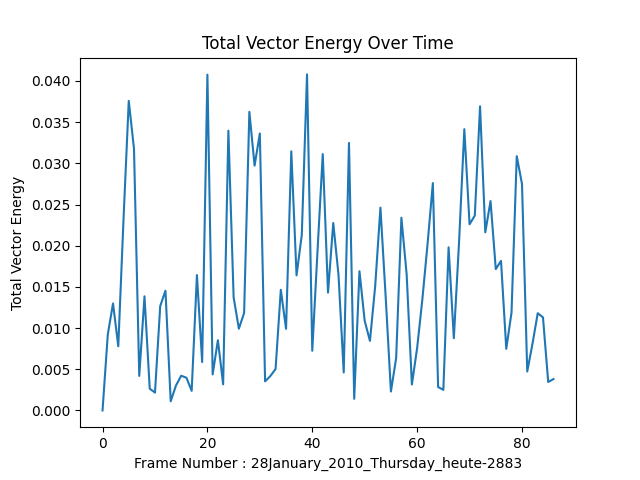 Total Vector Energy Over Time
Total Vector Energy
0.040
0.035
0.030
0.025
0.020
0.015
0.010
0.005
0.000
0 20 40 60 80
Frame Number : 28January_2010_Thursday_heute-2883